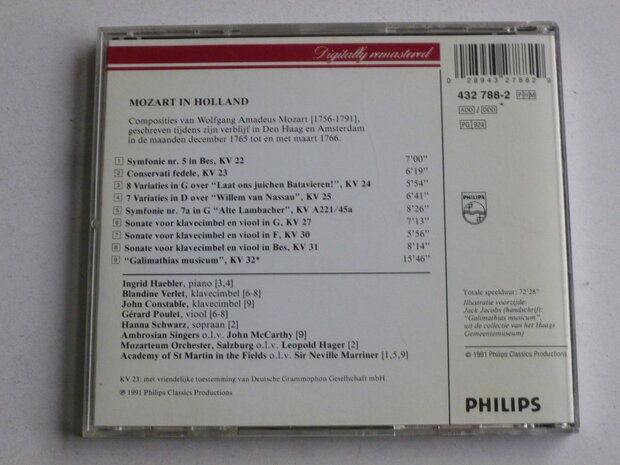 Digitally remastered
0 28943 27882 9
432 788-2 PHM
ADD / DDD *
PG 924
MOZART IN HOLLAND
Composities van Wolfgang Amadeus Mozart [1756-1791],
geschreven tijdens zijn verblijf in Den Haag en Amsterdam
in de maanden december 1765 tot en met maart 1766.
1 Symfonie nr. 5 in Bes, KV 22 7'00"
2 Conservati fedele, KV 23 6'19"
3 8 Variaties in G over "Laat ons juichen Batavieren!", KV 24 5'54"
4 7 Variaties in D over "Willem van Nassau", KV 25 6'41"
5 Symfonie nr. 7a in G "Alte Lambacher", KV A221/45a 8'26"
6 Sonate voor klavecimbel en viool in G, KV 27 7'13"
7 Sonate voor klavecimbel en viool in F, KV 30 5'56"
8 Sonate voor klavecimbel en viool in Bes, KV 31 8'14"
9 "Galimathias musicum", KV 32* 15'46"
Ingrid Haebler, piano [3,4]
Blandine Verlet, klavecimbel [6-8]
John Constable, klavecimbel [9]
Gérard Poulet, viool [6-8]
Hanna Schwarz, sopraan [2]
Ambrosian Singers o.l.v. John McCarthy [9]
Mozarteum Orchester, Salzburg o.l.v. Leopold Hager [2]
Academy of St Martin in the Fields o.l.v. Sir Neville Marriner [1,5,9]
KV 23: met vriendelijke toestemming van Deutsche Grammophon Gesellschaft mbH.
℗ 1991 Philips Classics Productions
PHILIPS
Totale speelduur: 72'28"
Illustratie voorzijde:
Jack Jacobs (handschrift:
"Galimathias musicum",
uit de collectie van het Haags
Gemeentemuseum)
© 1991 Philips Classics Productions
PHILIPS